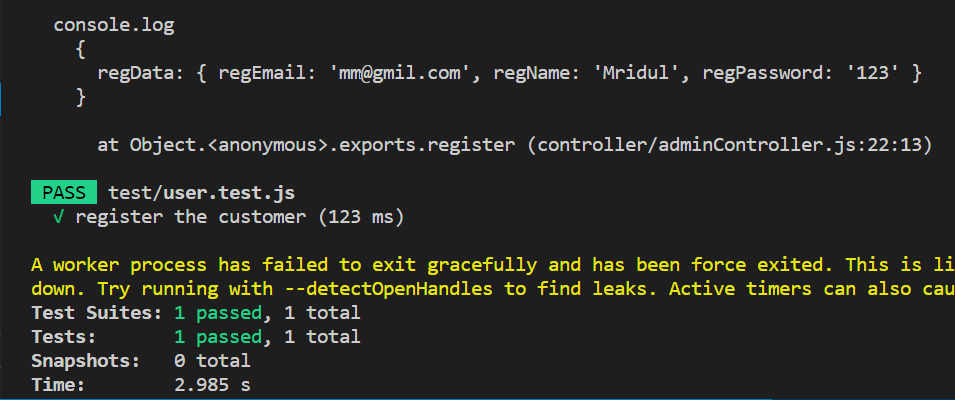 console.log
{
regData: { regEmail: 'mm@gmil.com', regName: 'Mridul', regPassword: '123' }
}
at Object.<anonymous>.exports.register (controller/adminController.js:22:13)
PASS test/user.test.js
√ register the customer (123 ms)
A worker process has failed to exit gracefully and has been force exited. This is li
down. Try running with --detectOpenHandles to find leaks. Active timers can also cau
Test Suites: 1 passed, 1 total
Tests: 1 passed, 1 total
Snapshots: 0 total
Time: 2.985 s